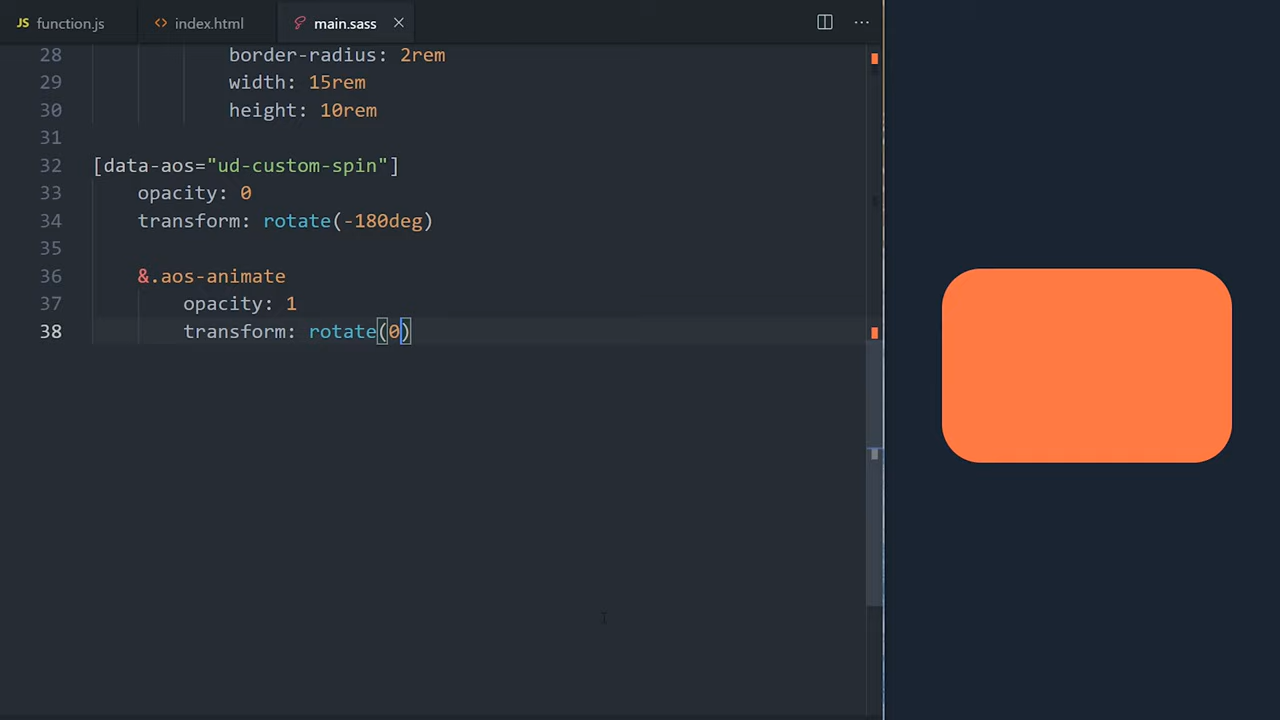 JS function.js
<> index.html
main.sass
28 border-radius: 2rem
29 width: 15rem
30 height: 10rem
31
32 [data-aos="ud-custom-spin"]
33 opacity: 0
34 transform: rotate(-180deg)
35
36 &.aos-animate
37 opacity: 1
38 transform: rotate(0)